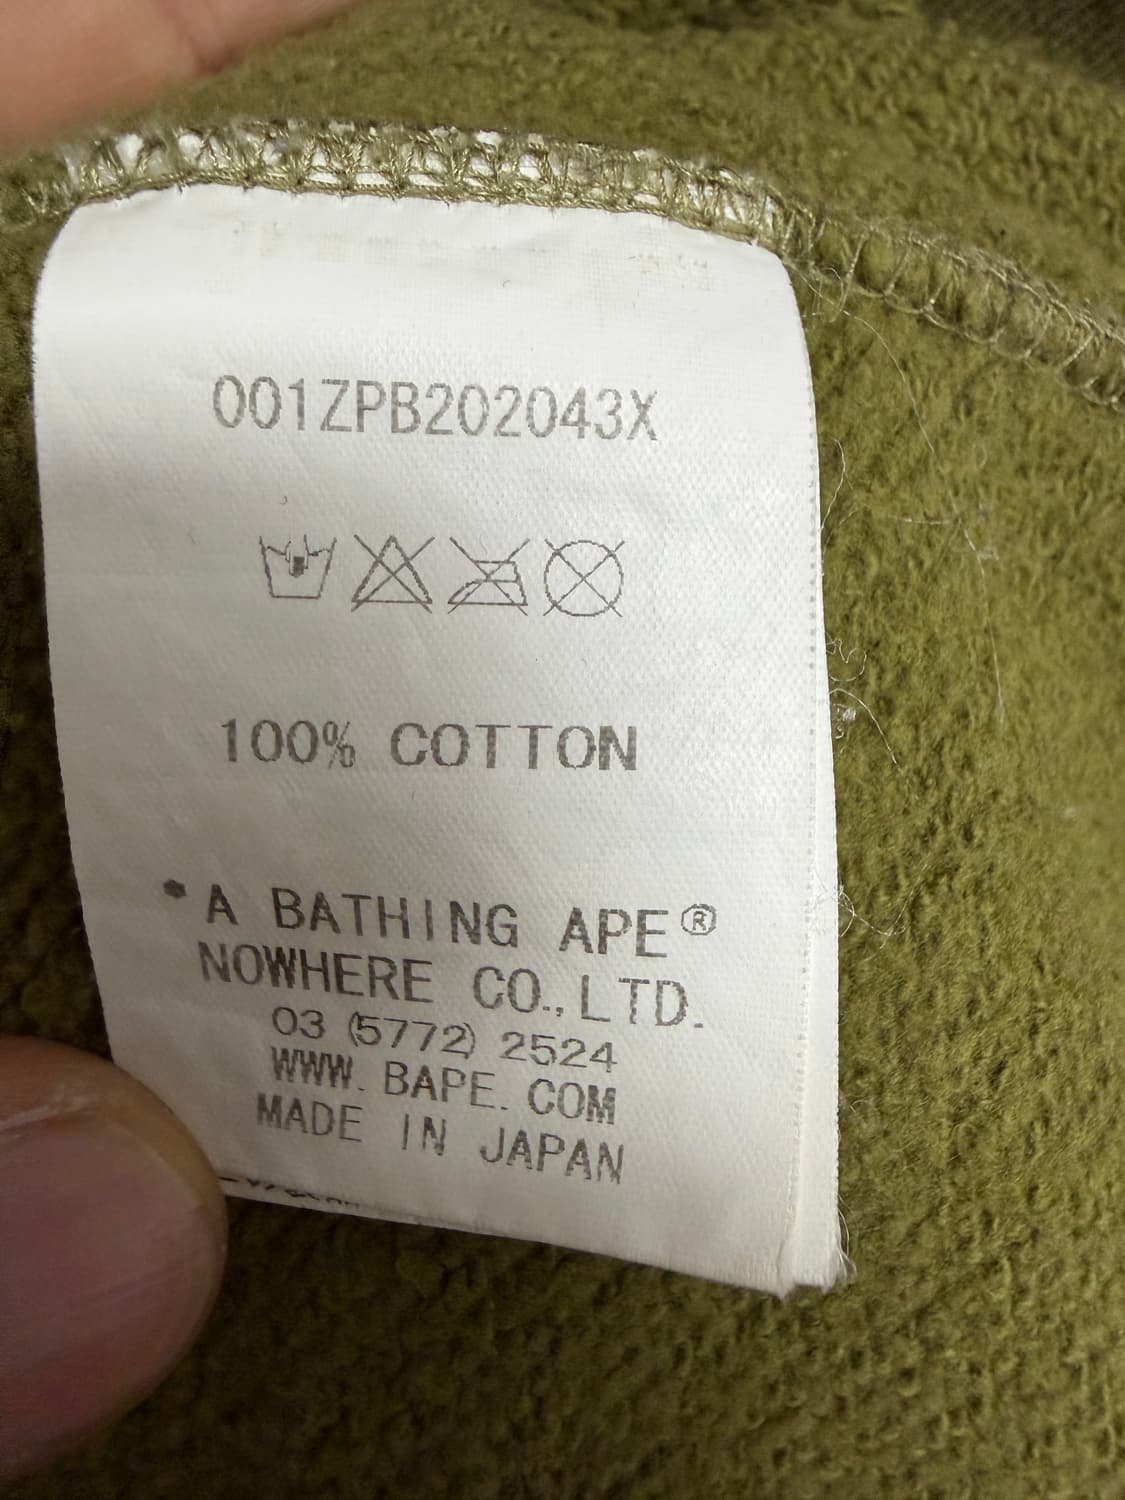 001ZPB202043X
100% COTTON
*A BATHING APE®
NOWHERE CO.,LTD.
03 (5772) 2524
WWW. BAPE. COM
MADE IN JAPAN